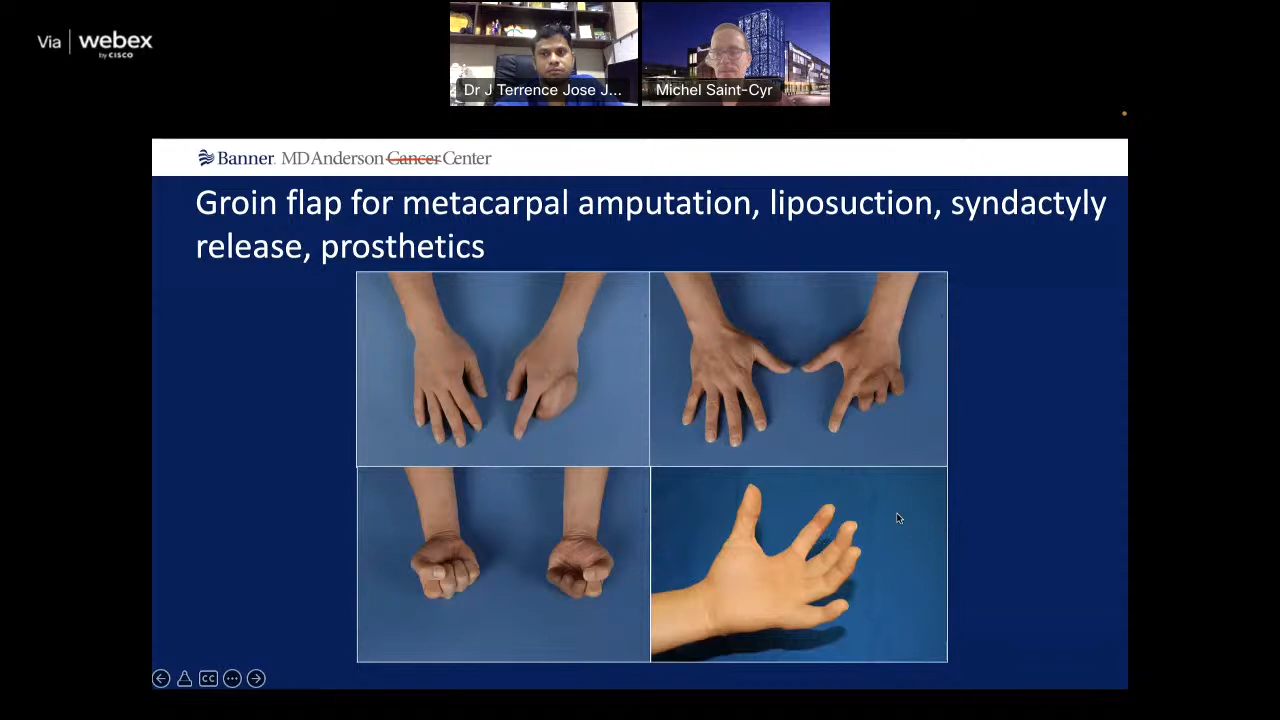 Via webex
by CISCO
Dr J Terrence Jose J...
Michel Saint-Cyr
Banner. MDAnderson Cancer Center
Groin flap for metacarpal amputation, liposuction, syndactyly
release, prosthetics
CC